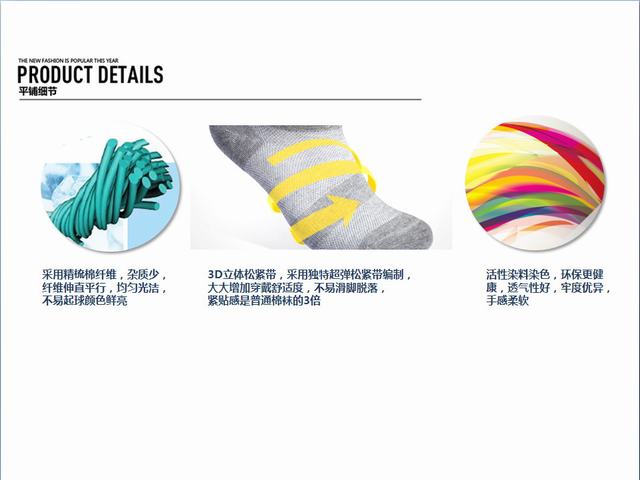 THE NEW FASHION IS POPULAR THIS YEAR
PRODUCT DETAILS
平铺细节
采用精梳棉纤维，杂质少，
纤维伸直平行，均匀光洁，
不易起球颜色鲜亮
3D立体松紧带，采用独特超弹松紧带编制，
大大增加穿戴舒适度，不易滑脚脱落，
紧贴感是普通棉袜的3倍
活性染料染色，环保更健
康，透气性好，牢度优异，
手感柔软